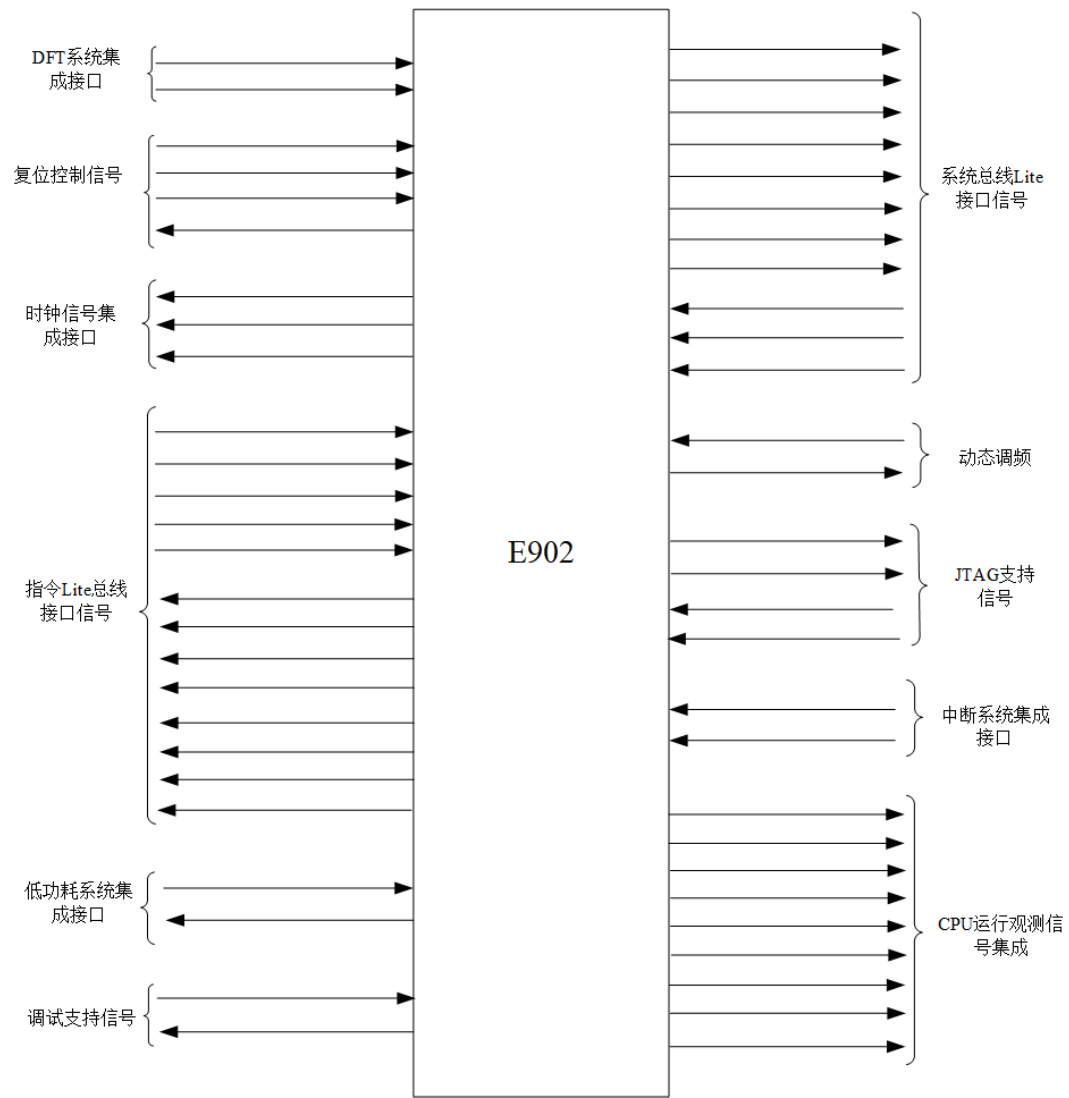 DFT系统集
成接口
复位控制信号
时钟信号集
成接口
指令Lite总线
接口信号
低功耗系统集
成接口
调试支持信号
E902
系统总线Lite
接口信号
动态调频
JTAG支持
信号
中断系统集成
接口
CPU运行观测信
号集成